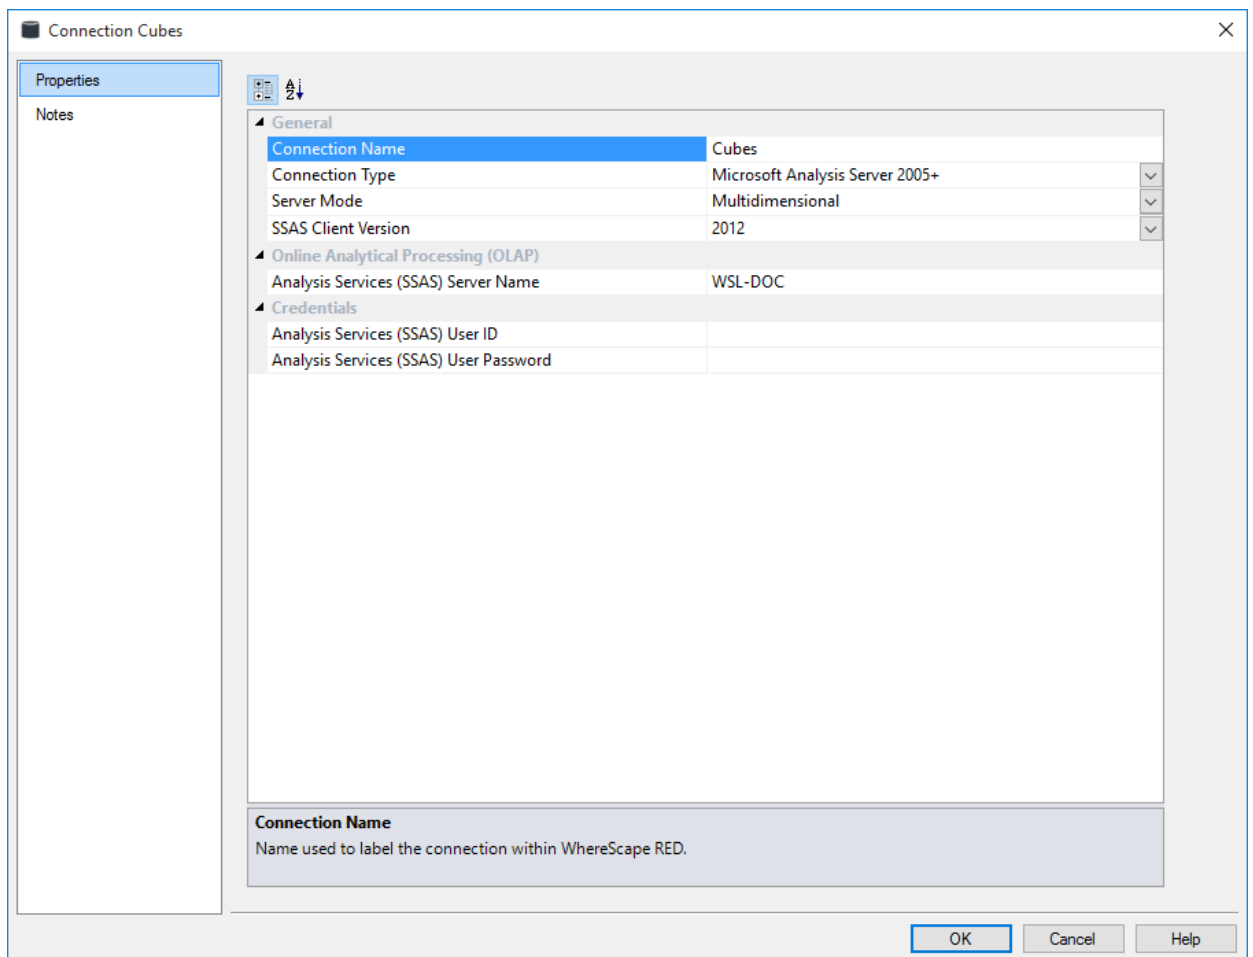 Connection Cubes
Properties
Notes
General
Connection Name Cubes
Connection Type Microsoft Analysis Server 2005+
Server Mode Multidimensional
SSAS Client Version 2012
Online Analytical Processing (OLAP)
Analysis Services (SSAS) Server Name WSL-DOC
Credentials
Analysis Services (SSAS) User ID
Analysis Services (SSAS) User Password
Connection Name
Name used to label the connection within WhereScape RED.
OK Cancel Help